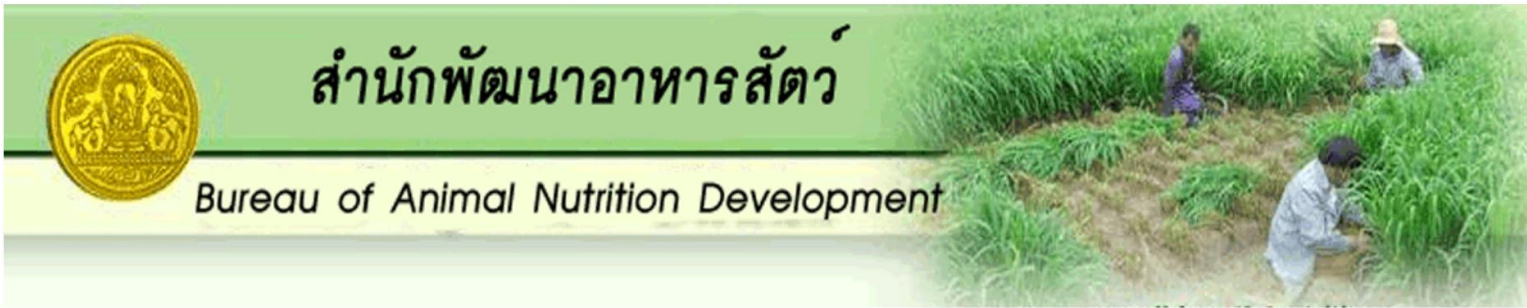 สำนักพัฒนาอาหารสัตว์
Bureau of Animal Nutrition Development